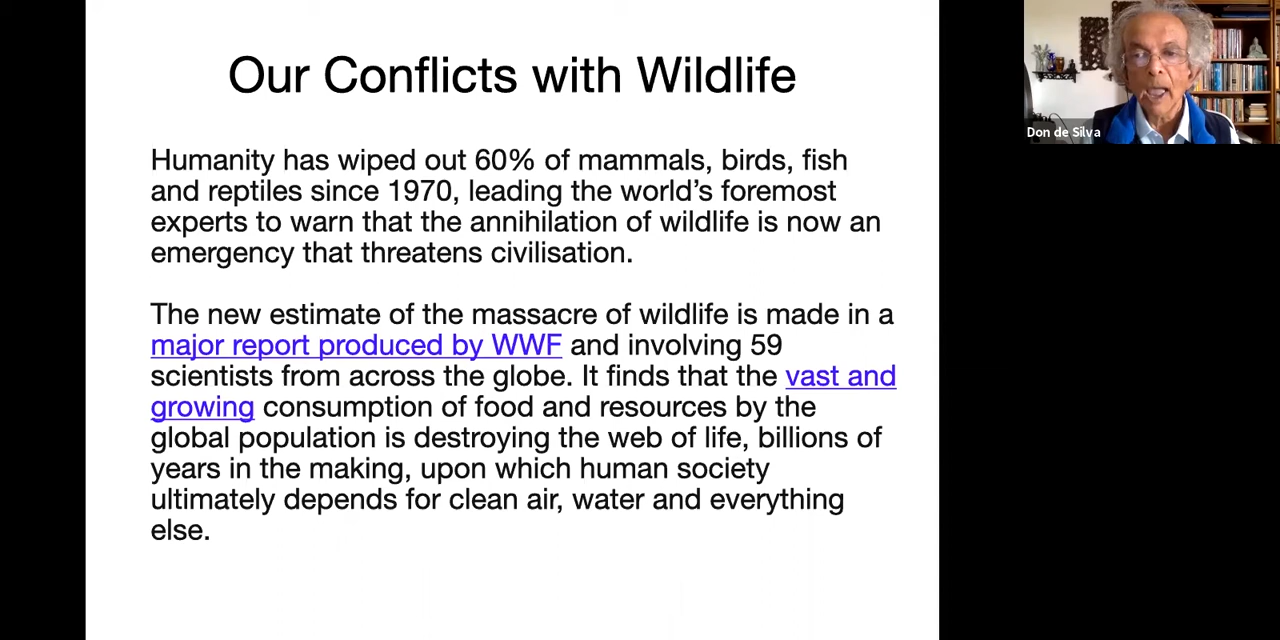 Our Conflicts with Wildlife
Humanity has wiped out 60% of mammals, birds, fish
and reptiles since 1970, leading the world's foremost
experts to warn that the annihilation of wildlife is now an
emergency that threatens civilisation.
The new estimate of the massacre of wildlife is made in a
major report produced by WWF and involving 59
scientists from across the globe. It finds that the vast and
growing consumption of food and resources by the
global population is destroying the web of life, billions of
years in the making, upon which human society
ultimately depends for clean air, water and everything
else.
Don de Silva